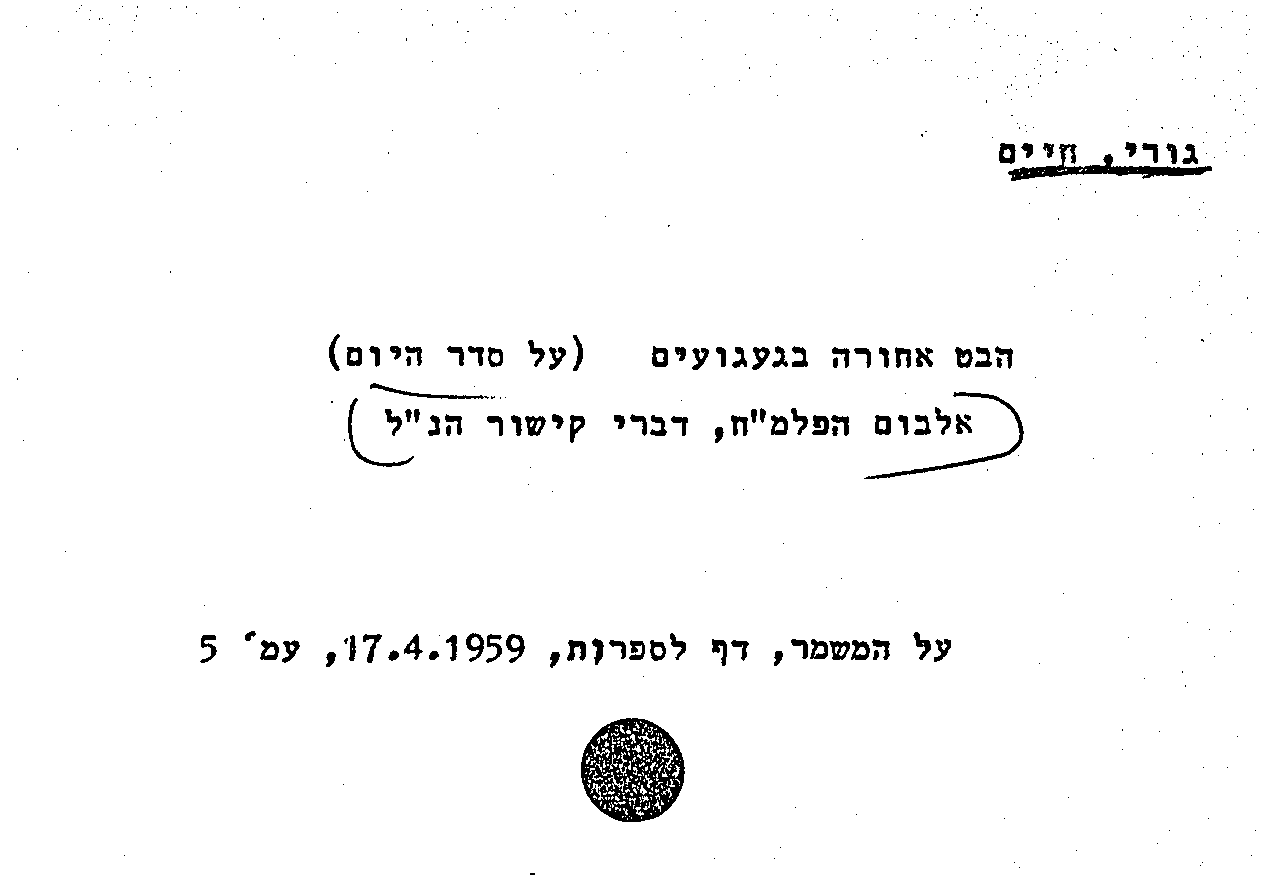 גורי, חיים
הבט אחורה בגעגועים (על סדר היום)
(אלבום הפלמ"ח, דברי קישור הנ"ל)
על המשמר, דף לספרות, 17.4.1959, עמ' 5